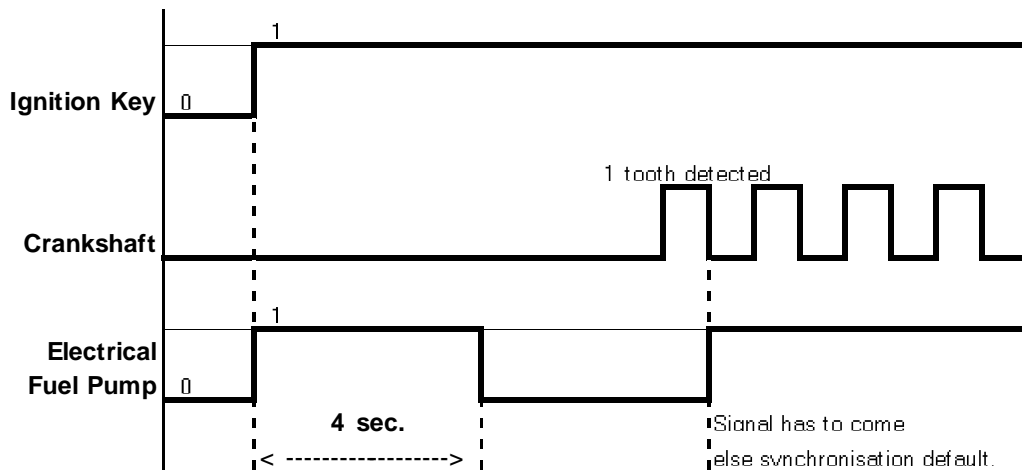 1
Ignition Key
0
1 tooth detected
Crankshaft
1
Electrical
Fuel Pump
0
4 sec.
< ------------------- >
Signal has to come
else synchronisation default.